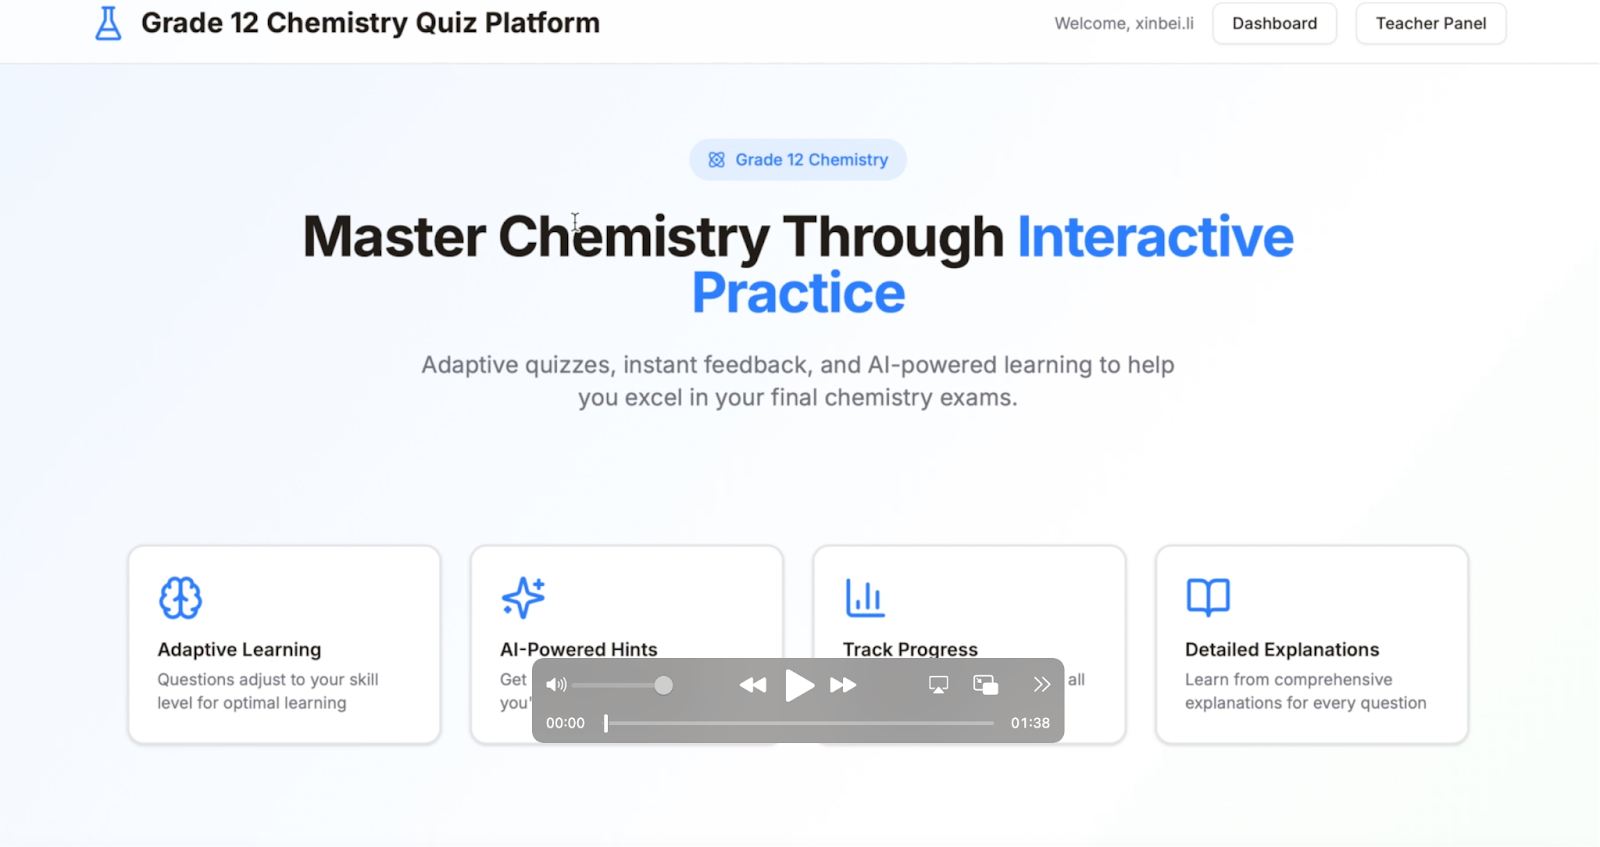 Grade 12 Chemistry Quiz Platform
Welcome, xinbei.li
Dashboard
Teacher Panel
Grade 12 Chemistry
Master Chemistry Through Interactive
Practice
Adaptive quizzes, instant feedback, and AI-powered learning to help
you excel in your final chemistry exams.
Adaptive Learning
Questions adjust to your skill
level for optimal learning
AI-Powered Hints
Get
you'
Track Progress
all
Detailed Explanations
Learn from comprehensive
explanations for every question
00:00
01:38